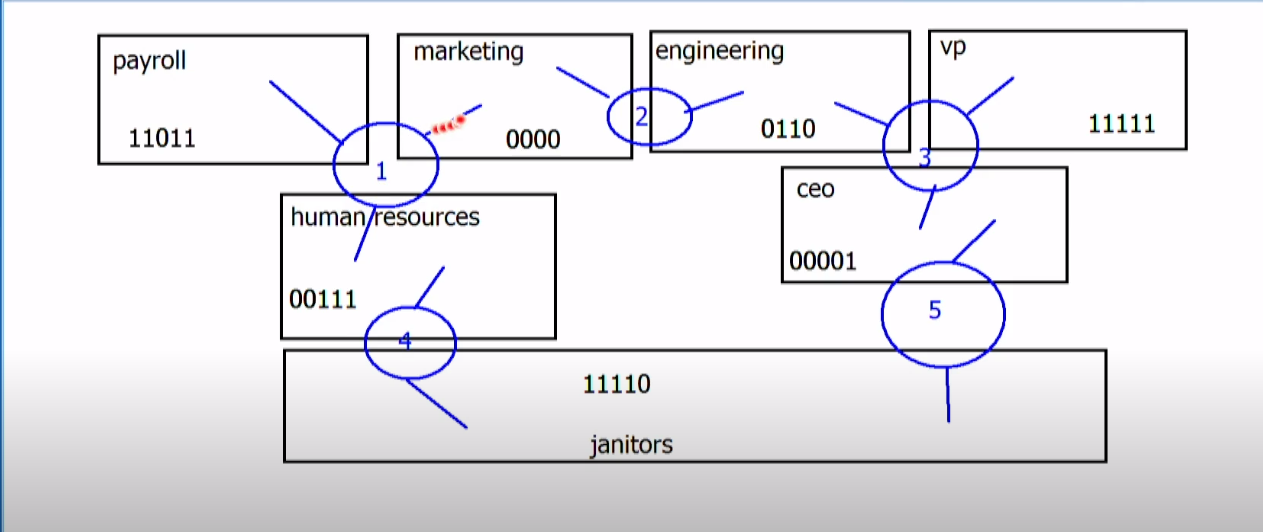 payroll
11011
marketing
0000
engineering
0110
vp
11111
1
2
3
human resources
00111
ceo
00001
4
5
11110
janitors